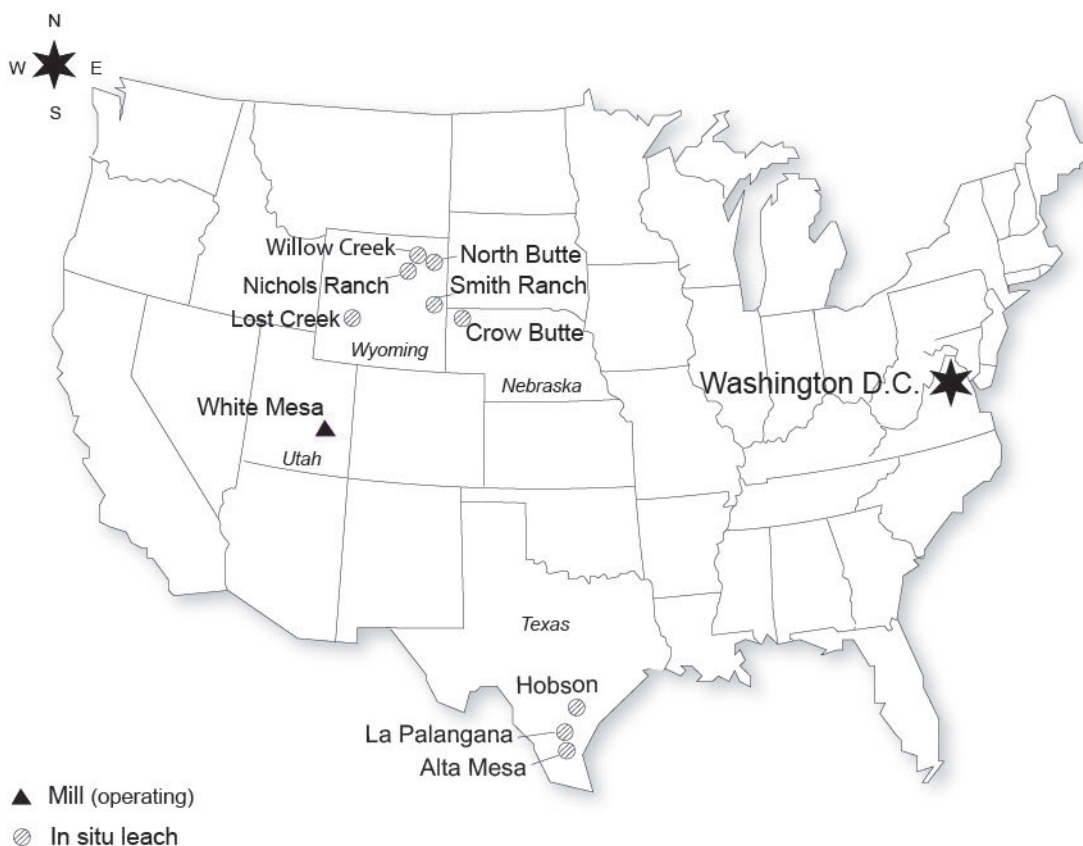 N
W E
S
Willow Creek
North Butte
Nichols Ranch
Smith Ranch
Lost Creek
Crow Butte
Wyoming
Nebraska
Washington D.C.
White Mesa
Utah
Texas
Hobson
La Palangana
Alta Mesa
Mill (operating)
In situ leach